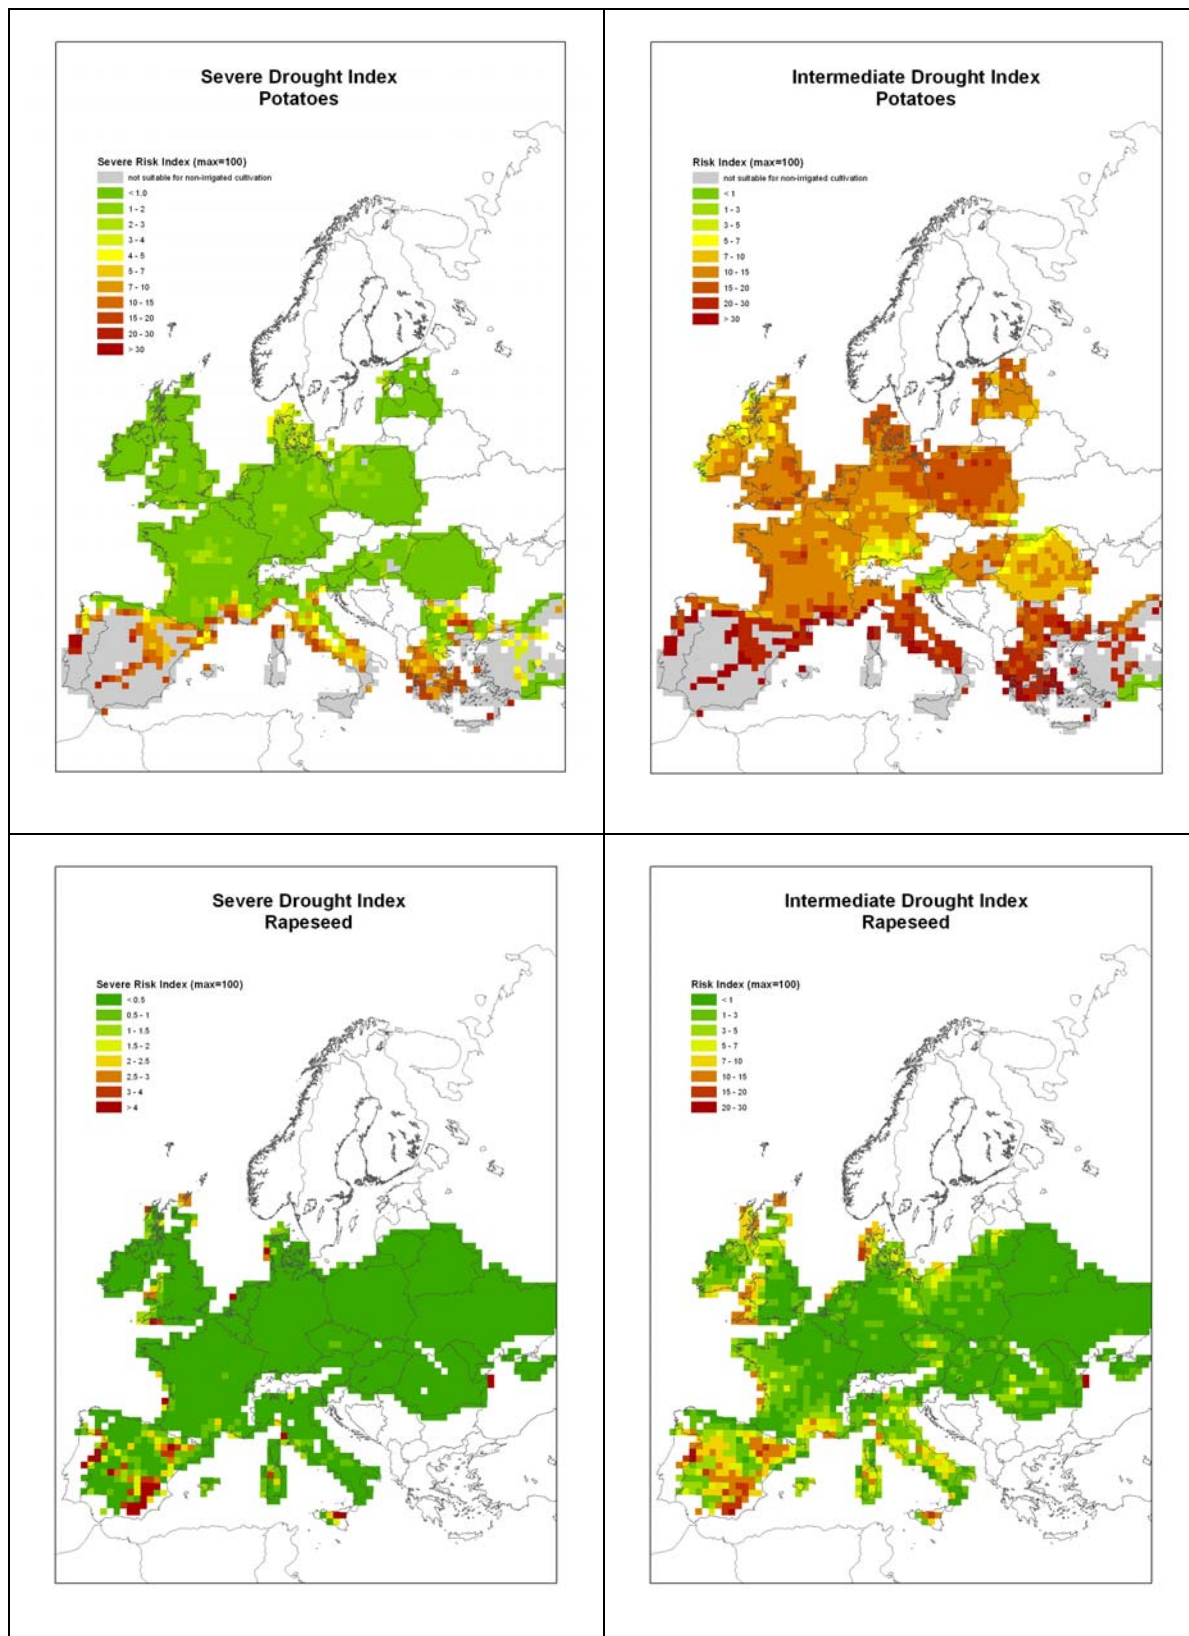 Severe Drought Index
Potatoes
Severe Risk Index (max=100)
not suitable for non-irrigated cultivation
< 1.0
1 - 2
2 - 3
3 - 4
4 - 5
5 - 7
7 - 10
10 - 15
15 - 20
20 - 30
> 30
Intermediate Drought Index
Potatoes
Risk Index (max=100)
not suitable for non-irrigated cultivation
< 1
1 - 3
3 - 5
5 - 7
7 - 10
10 - 15
15 - 20
20 - 30
> 30
Severe Drought Index
Rapeseed
Severe Risk Index (max=100)
< 0.5
0.5 - 1
1 - 1.5
1.5 - 2
2 - 2.5
2.5 - 3
3 - 4
> 4
Intermediate Drought Index
Rapeseed
Risk Index (max=100)
< 1
1 - 3
3 - 5
5 - 7
7 - 10
10 - 15
15 - 20
20 - 30